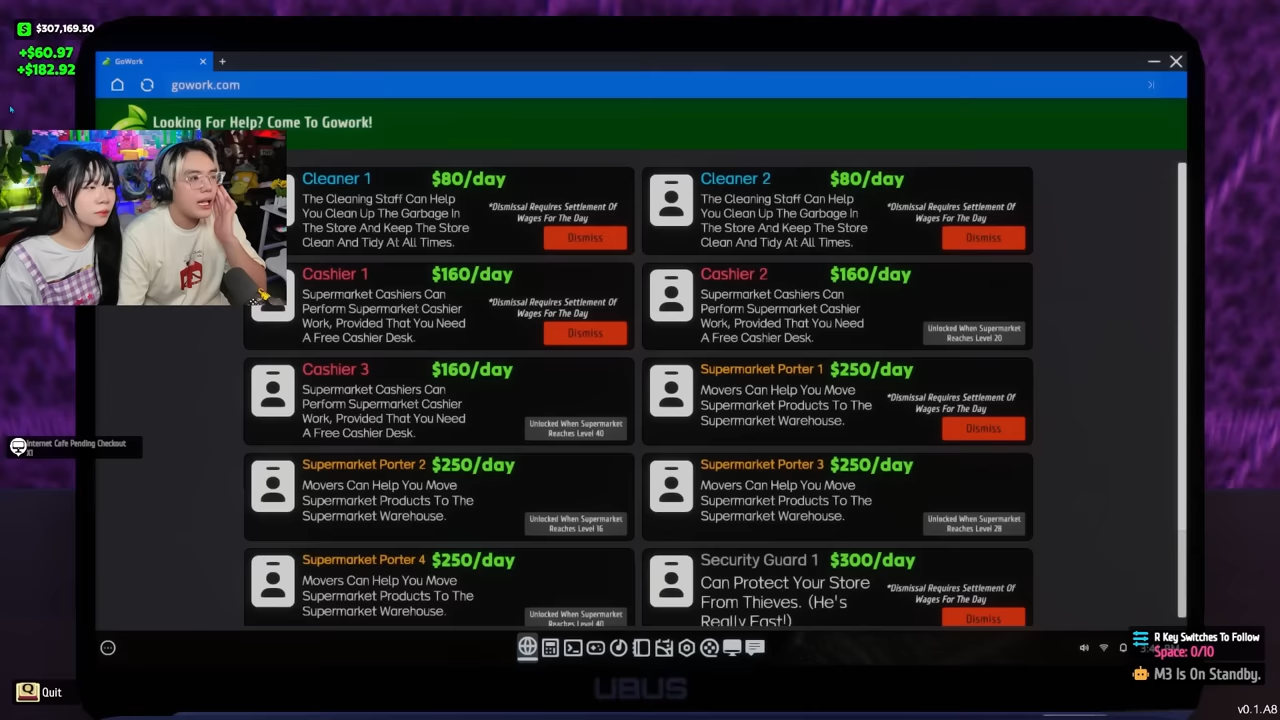 $307,169.30
+$60.97
+$182.92
GoWork
gowork.com
Looking For Help? Come To Gowork!
Cleaner 1 $80/day
The Cleaning Staff Can Help
You Clean Up The Garbage In
The Store And Keep The Store
Clean And Tidy At All Times.
*Dismissal Requires Settlement Of
Wages For The Day
Dismiss
Cleaner 2 $80/day
The Cleaning Staff Can Help
You Clean Up The Garbage In
The Store And Keep The Store
Clean And Tidy At All Times.
*Dismissal Requires Settlement Of
Wages For The Day
Dismiss
Cashier 1 $160/day
Supermarket Cashiers Can
Perform Supermarket Cashier
Work, Provided That You Need
A Free Cashier Desk.
*Dismissal Requires Settlement Of
Wages For The Day
Dismiss
Cashier 2 $160/day
Supermarket Cashiers Can
Perform Supermarket Cashier
Work, Provided That You Need
A Free Cashier Desk.
Unlocked When Supermarket
Reaches Level 20
Cashier 3 $160/day
Supermarket Cashiers Can
Perform Supermarket Cashier
Work, Provided That You Need
A Free Cashier Desk.
Unlocked When Supermarket
Reaches Level 40
Supermarket Porter 1 $250/day
Movers Can Help You Move
Supermarket Products To The
Supermarket Warehouse.
*Dismissal Requires Settlement Of
Wages For The Day
Dismiss
Internet Cafe Pending Checkout
X1
Supermarket Porter 2 $250/day
Movers Can Help You Move
Supermarket Products To The
Supermarket Warehouse.
Unlocked When Supermarket
Reaches Level 16
Supermarket Porter 3 $250/day
Movers Can Help You Move
Supermarket Products To The
Supermarket Warehouse.
Unlocked When Supermarket
Reaches Level 28
Supermarket Porter 4 $250/day
Movers Can Help You Move
Supermarket Products To The
Supermarket Warehouse.
Unlocked When Supermarket
Reaches Level 40
Security Guard 1 $300/day
Can Protect Your Store
From Thieves. (He's
Really Fast!)
*Dismissal Requires Settlement Of
Wages For The Day
Dismiss
R Key Switches To Follow
Space: 0/10
M3 Is On Standby.
Q Quit
UBUS
v0.1.A8